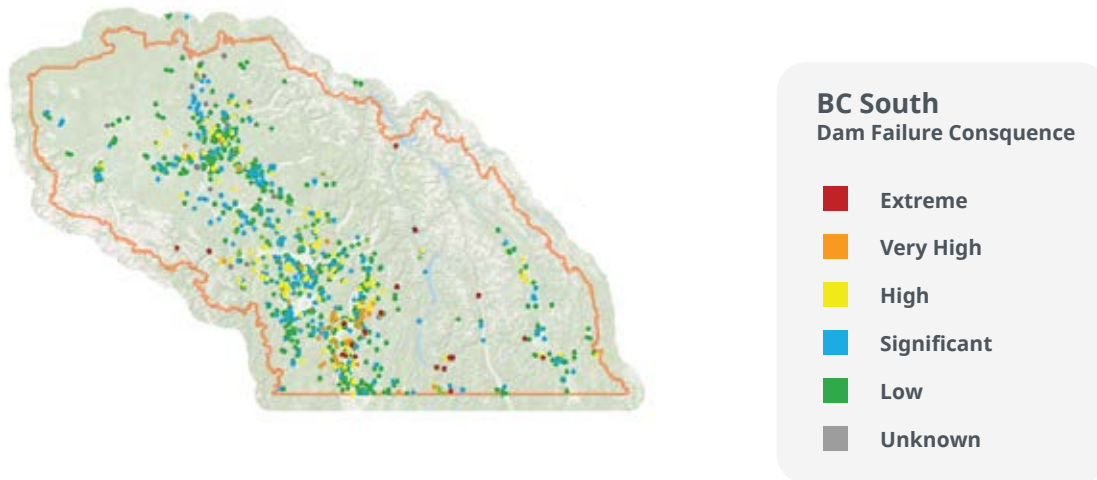 BC South
Dam Failure Consquence
Extreme
Very High
High
Significant
Low
Unknown